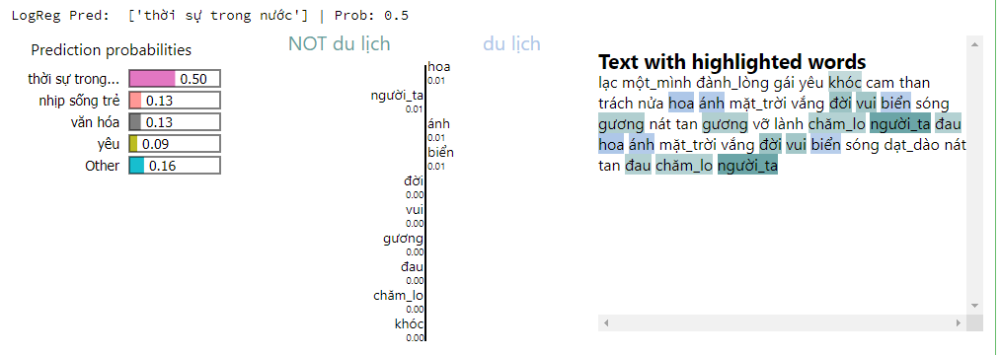 LogReg Pred:  ['thời sự trong nước'] | Prob: 0.5
Prediction probabilities
thời sự trong... 0.50
nhịp sống trẻ 0.13
văn hóa 0.13
yêu 0.09
Other 0.16
NOT du lịch du lịch
hoa
0.01
người_ta
0.01
ánh
0.01
biển
0.01
đời
0.00
vui
0.00
gương
0.00
đau
0.00
chăm_lo
0.00
khóc
0.00
Text with highlighted words
lạc một_mình đành_lòng gái yêu khóc cam than
trách nửa hoa ánh mặt_trời vắng đời vui biển sóng
gương nát tan gương vỡ lành chăm_lo người_ta đau
hoa ánh mặt_trời vắng đời vui biển sóng dạt_dào nát
tan đau chăm_lo người_ta